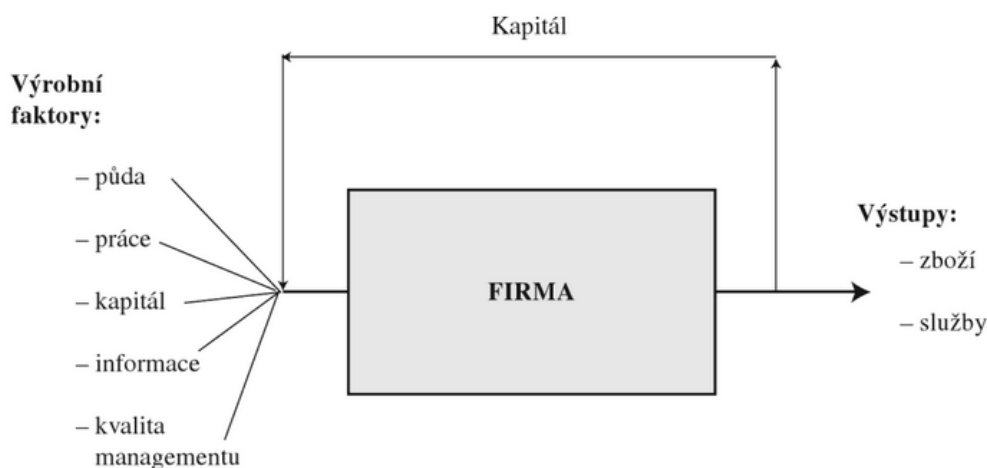 Kapitál
Výrobní
faktory:
– půda
– práce
– kapitál
– informace
– kvalita
managementu
FIRMA
Výstupy:
– zboží
– služby